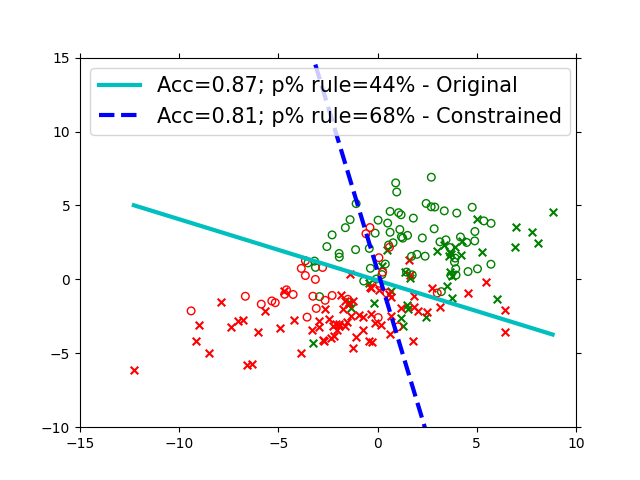 15
Acc=0.87; p% rule=44% - Original
Acc=0.81; p% rule=68% - Constrained
10
5
0
−5
−10
−15 −10 −5 0 5 10